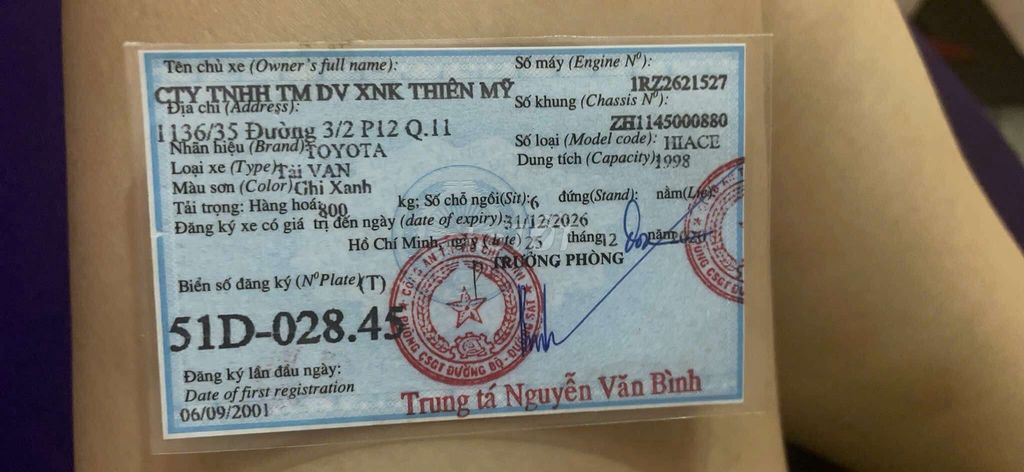 Tên chủ xe (Owner's full name):
CTY TNHH TM DV XNK THIÊN MỸ
Địa chỉ (Address):
1136/35 Đường 3/2 P12 Q.11
Nhãn hiệu (Brand) TOYOTA
Loại xe (Type) Tải VAN
Màu sơn (Color) Ghi Xanh
Tải trọng: Hàng hoá: 800 kg; Số chỗ ngồi(Sit): 6 đứng(Stand): nằm(Lie):
Số máy (Engine Nº):
1RZ2621527
Số khung (Chassis Nº):
ZH1145000880
Số loại (Model code): HIACE
Dung tích (Capacity) 1998
Đăng ký xe có giá trị đến ngày (date of expiry): 31/12/2026
Hồ Chí Minh, ngày (date) 25 tháng 12 năm 2020
TRƯỞNG PHÒNG
Biển số đăng ký (NºPlate) (T)
51D-028.45
Đăng ký lần đầu ngày:
Date of first registration
06/09/2001
Trung tá Nguyễn Văn Bình